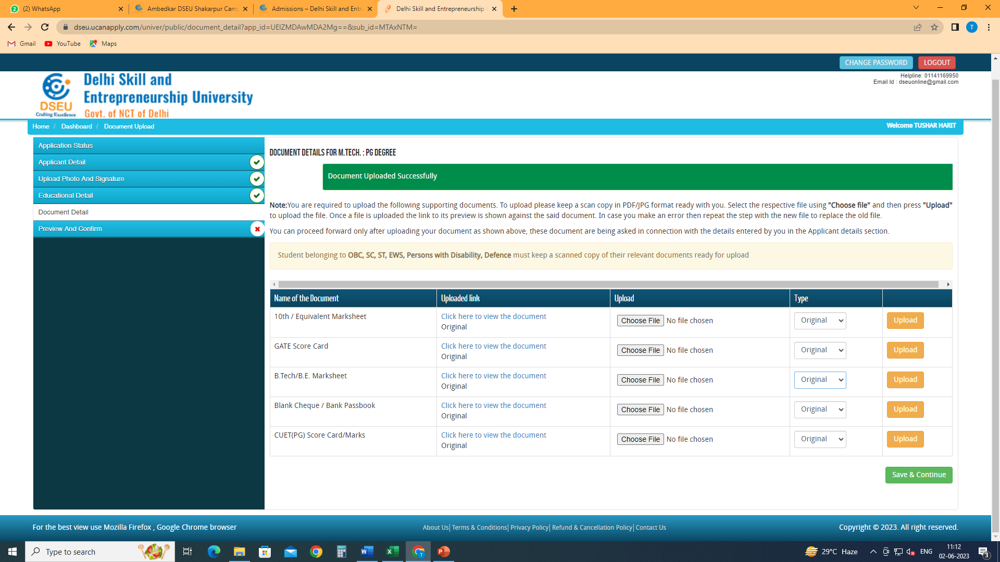 (2) WhatsApp
Ambedkar DSEU Shakarpur Cam
Admissions – Delhi Skill and Entr
Delhi Skill and Entrepreneurship
dseu.ucanapply.com/univer/public/document_detail?app_id=UElZMDAwMDA2Mg==&sub_id=MTAxNTM=
T
Gmail
YouTube
Maps
CHANGE PASSWORD
LOGOUT
Helpline: 01141169950
Email Id : dseuonline@gmail.com
DSEU
Crafting Excellence
Delhi Skill and
Entrepreneurship University
Govt. of NCT of Delhi
Home / Dashboard / Document Upload
Welcome TUSHAR HARIT
Application Status
Applicant Detail
Upload Photo And Signature
Educational Detail
Document Detail
Preview And Confirm
DOCUMENT DETAILS FOR M.TECH. : PG DEGREE
Document Uploaded Successfully
Note:You are required to upload the following supporting documents. To upload please keep a scan copy in PDF/JPG format ready with you. Select the respective file using "Choose file" and then press "Upload"
to upload the file. Once a file is uploaded the link to its preview is shown against the said document. In case you make an error then repeat the step with the new file to replace the old file.
You can proceed forward only after uploading your document as shown above, these document are being asked in connection with the details entered by you in the Applicant details section.
Student belonging to OBC, SC, ST, EWS, Persons with Disability, Defence must keep a scanned copy of their relevant documents ready for upload
Name of the Document Uploaded link Upload Type
10th / Equivalent Marksheet Click here to view the document Choose File No file chosen Original Upload
Original
GATE Score Card Click here to view the document Choose File No file chosen Original Upload
Original
B.Tech/B.E. Marksheet Click here to view the document Choose File No file chosen Original Upload
Original
Blank Cheque / Bank Passbook Click here to view the document Choose File No file chosen Original Upload
Original
CUET(PG) Score Card/Marks Click here to view the document Choose File No file chosen Original Upload
Original
Save & Continue
For the best view use Mozilla Firefox , Google Chrome browser
About Us| Terms & Conditions| Privacy Policy| Refund & Cancellation Policy| Contact Us
Copyright © 2023. All right reserved.
Type to search
29°C Haze
ENG
11:12
02-06-2023
3